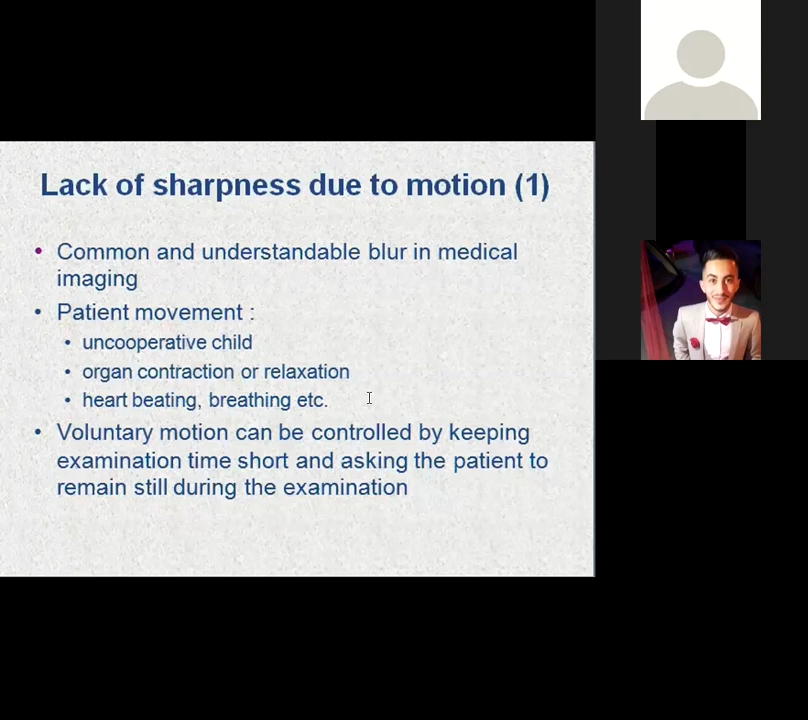 Lack of sharpness due to motion (1)
• Common and understandable blur in medical
imaging
• Patient movement :
• uncooperative child
• organ contraction or relaxation
• heart beating, breathing etc.
• Voluntary motion can be controlled by keeping
examination time short and asking the patient to
remain still during the examination